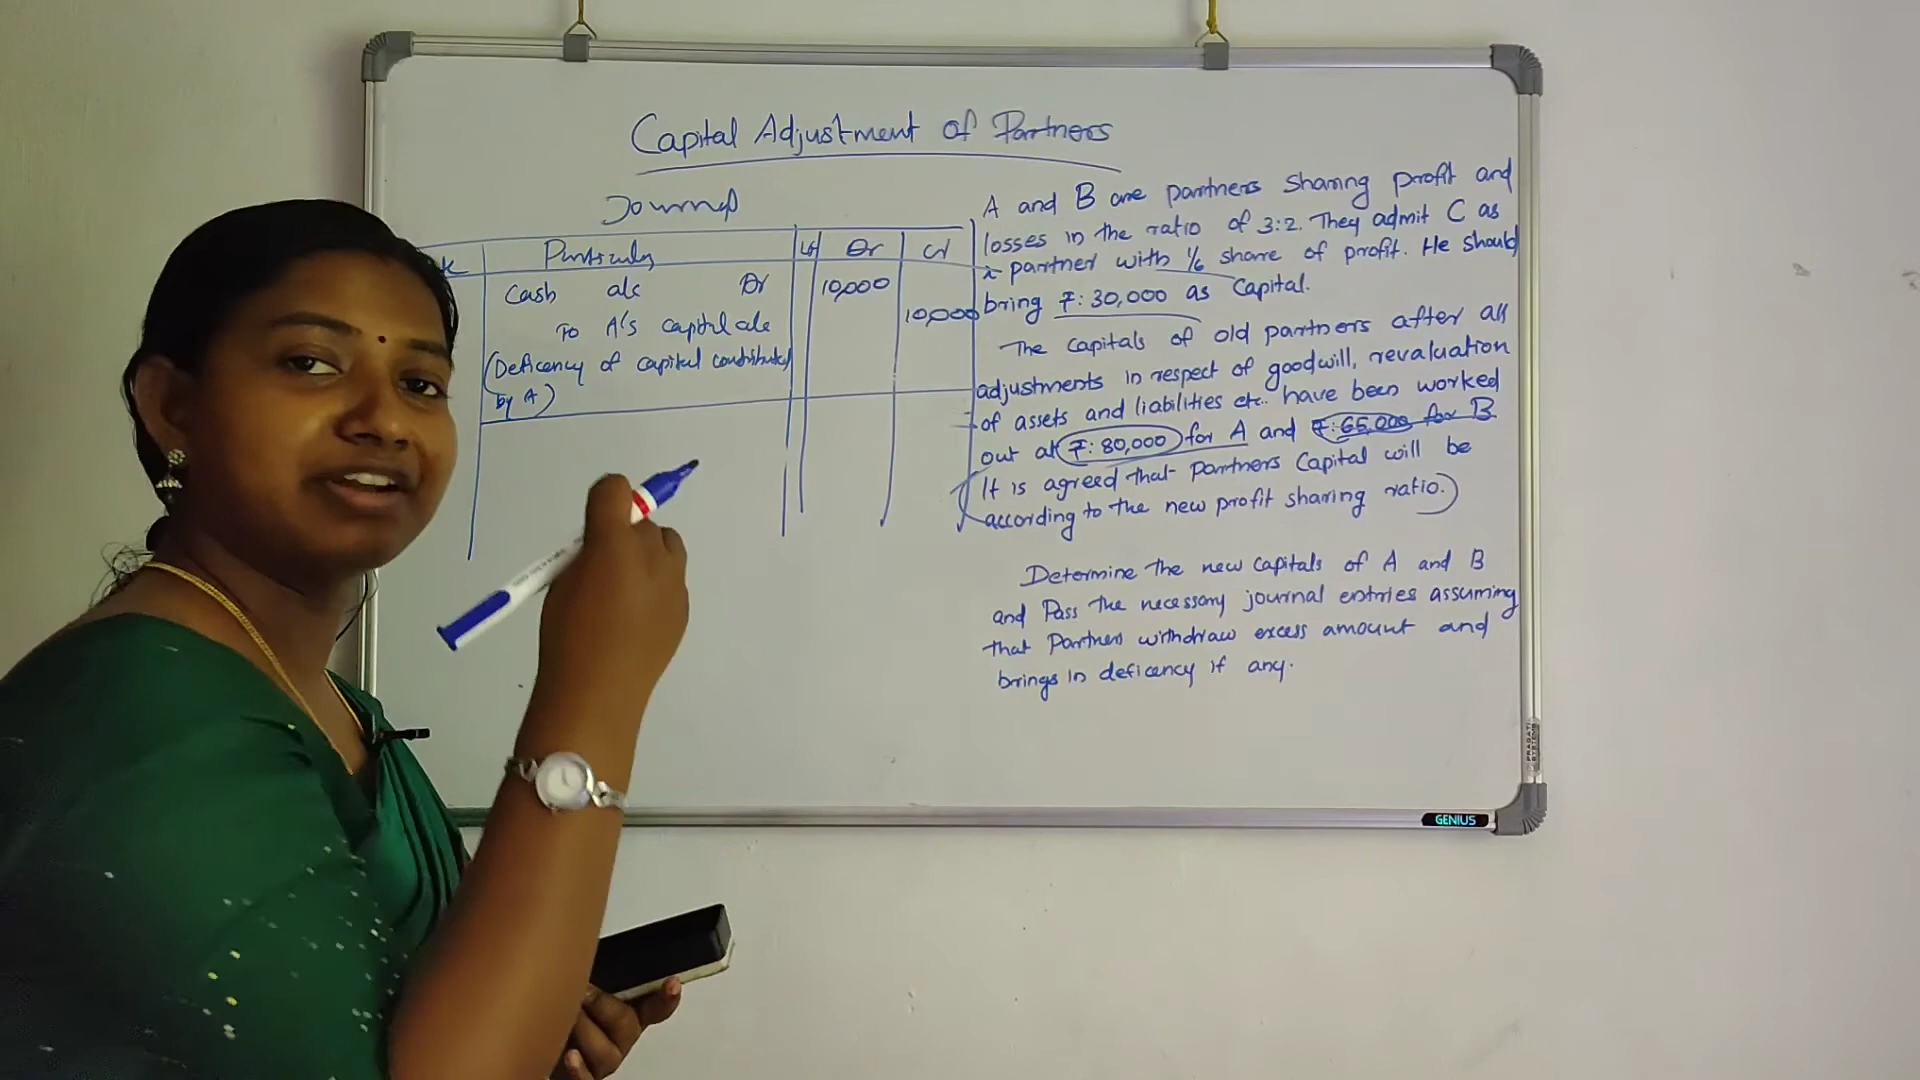 Capital Adjustment of Partners
Journal
Particulars Lf Dr Cr
Cash a/c Dr 10,000
To A's capital a/c 10,000
(Deficency of capital contributed
by A)
A and B are partners sharing profit and
losses in the ratio of 3:2. They admit C as
a partner with 1/6 share of profit. He should
bring ₹: 30,000 as Capital.
The capitals of old partners after all
adjustments in respect of goodwill, revaluation
of assets and liabilities etc.. have been worked
out at ₹: 80,000 for A and ₹: 65,000 for B
It is agreed that partners Capital will be
according to the new profit sharing ratio.)
Determine the new capitals of A and B
and Pass the necessary journal entries assuming
that Partners withdraw excess amount and
brings in deficency if any.
PRAGATI SYSTEMS
GENIUS